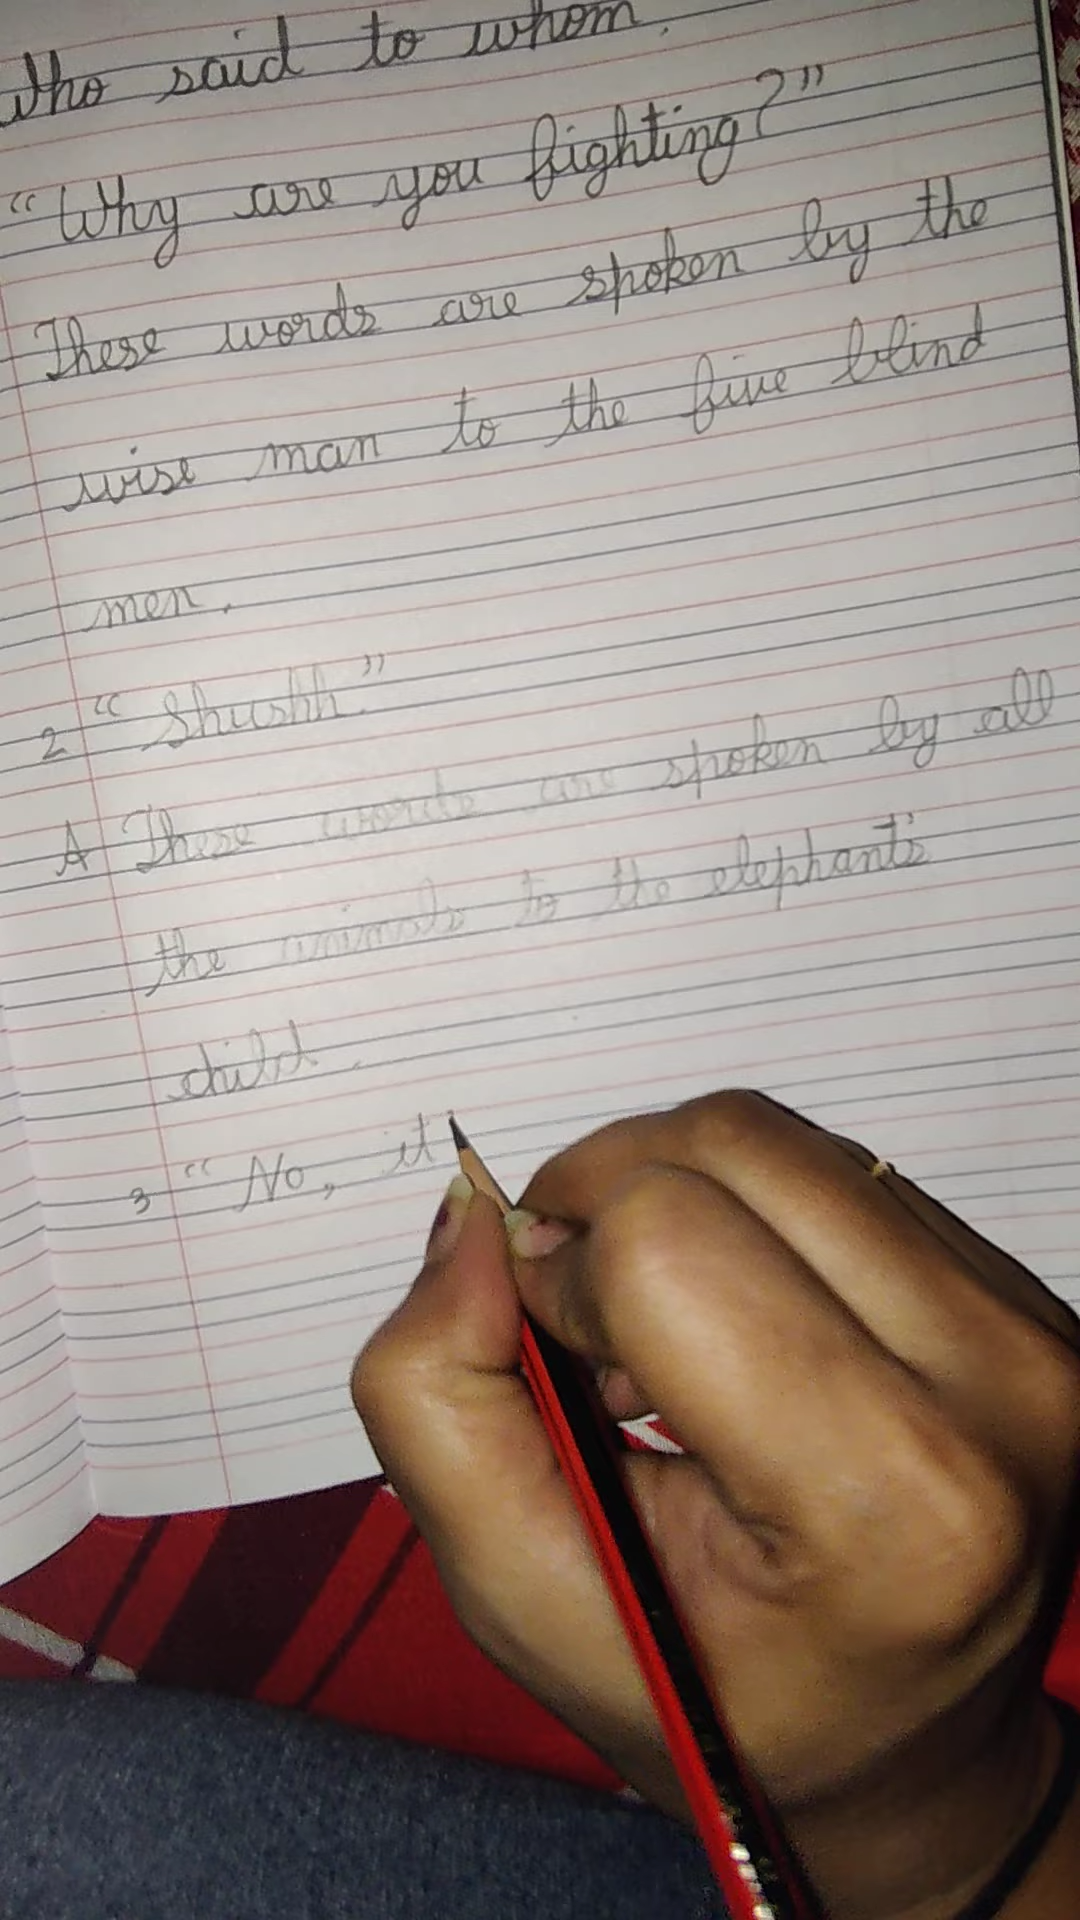 Who said to whom.
"Why are you fighting?"
These words are spoken by the
wise man to the five blind
men.
2 "Shushh."
A These words are spoken by all
the animals to the elephant's
child.
3 "No, it